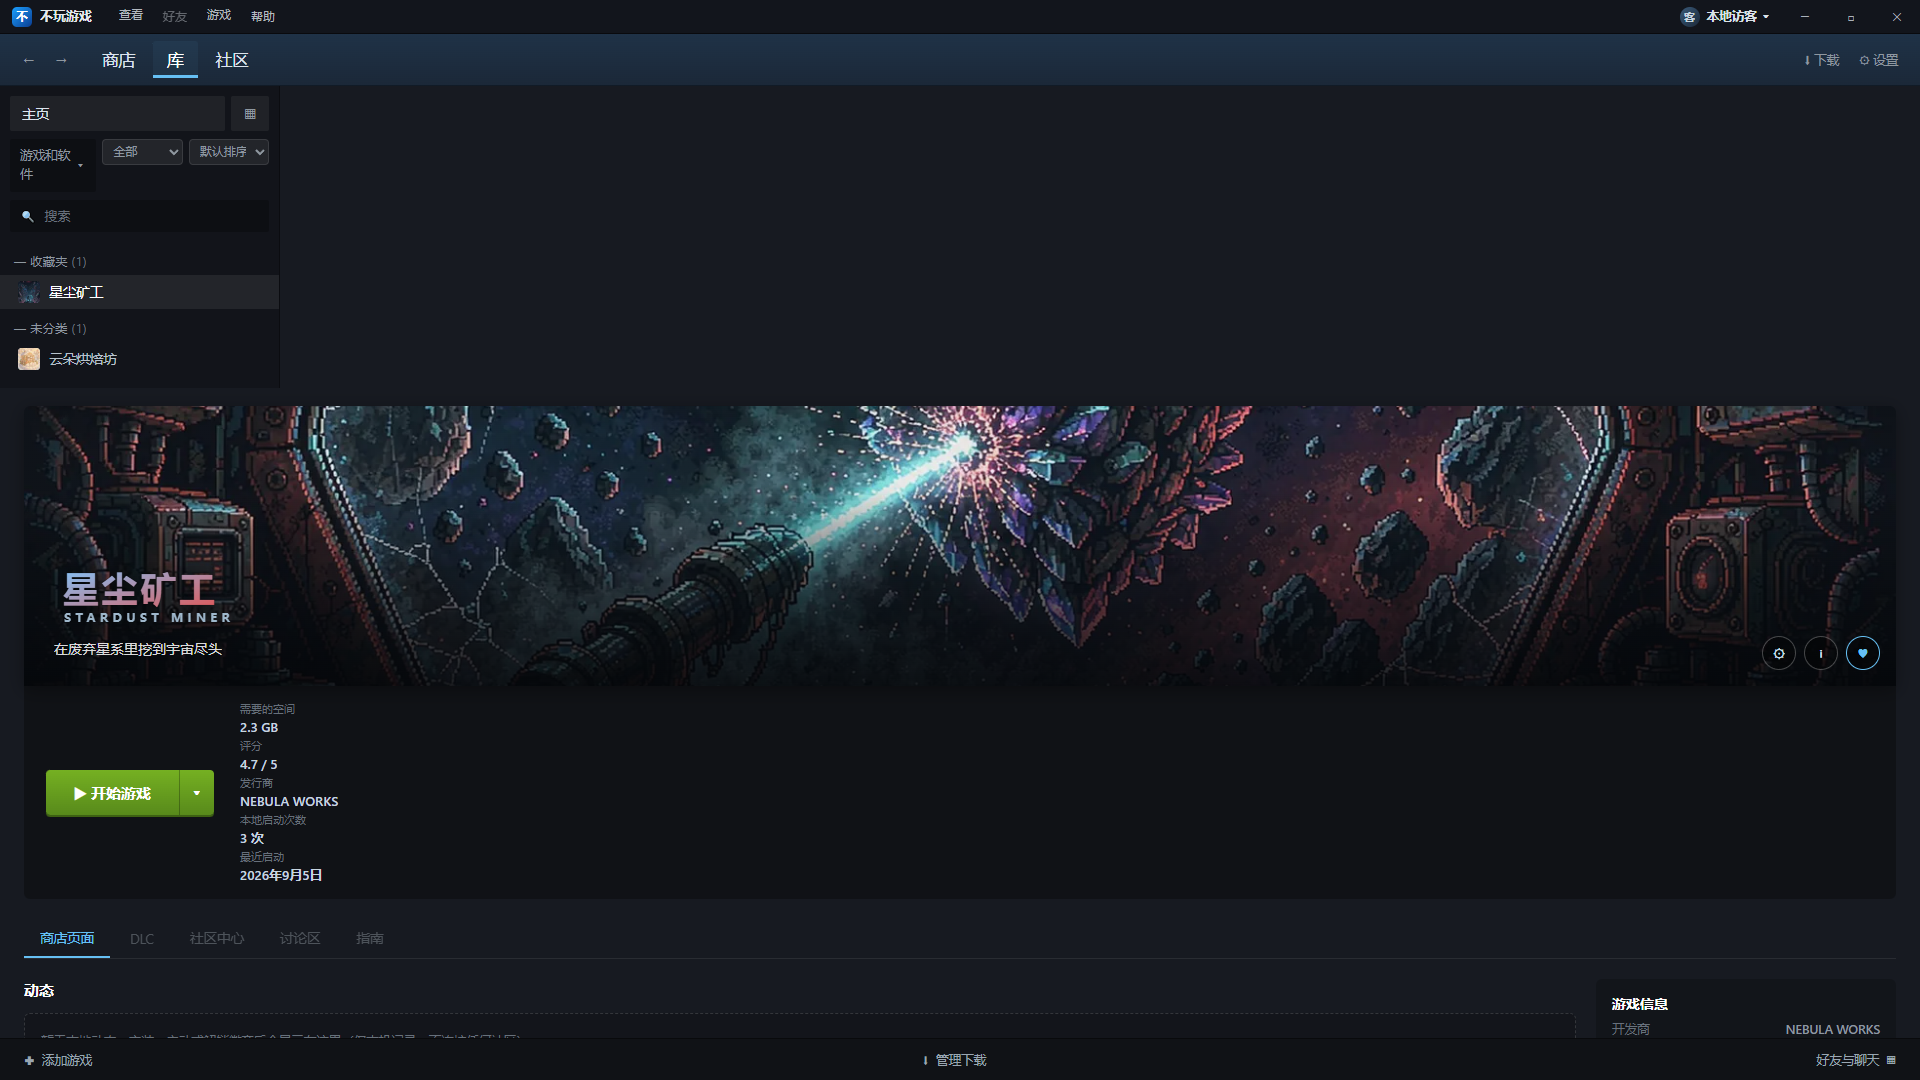 不 不玩游戏 查看 好友 游戏 帮助 客 本地访客
← → 商店 库 社区 下载 设置
主页
游戏和软件 全部 默认排序
搜索
— 收藏夹 (1)
星尘矿工
— 未分类 (1)
云朵烘焙坊
星尘矿工
STARDUST MINER
在废弃星系里挖到宇宙尽头
i
需要的空间
2.3 GB
评分
4.7 / 5
发行商
NEBULA WORKS
本地启动次数
3 次
最近启动
2026年9月5日
▶ 开始游戏
商店页面 DLC 社区中心 讨论区 指南
动态
游戏信息
开发商 NEBULA WORKS
添加游戏 管理下载 好友与聊天